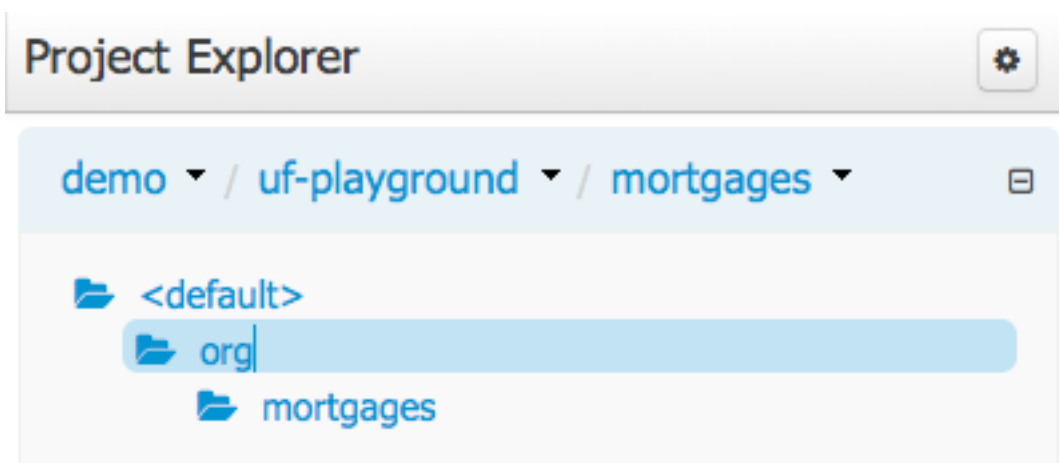 Project Explorer
demo / uf-playground / mortgages
<default>
org
mortgages